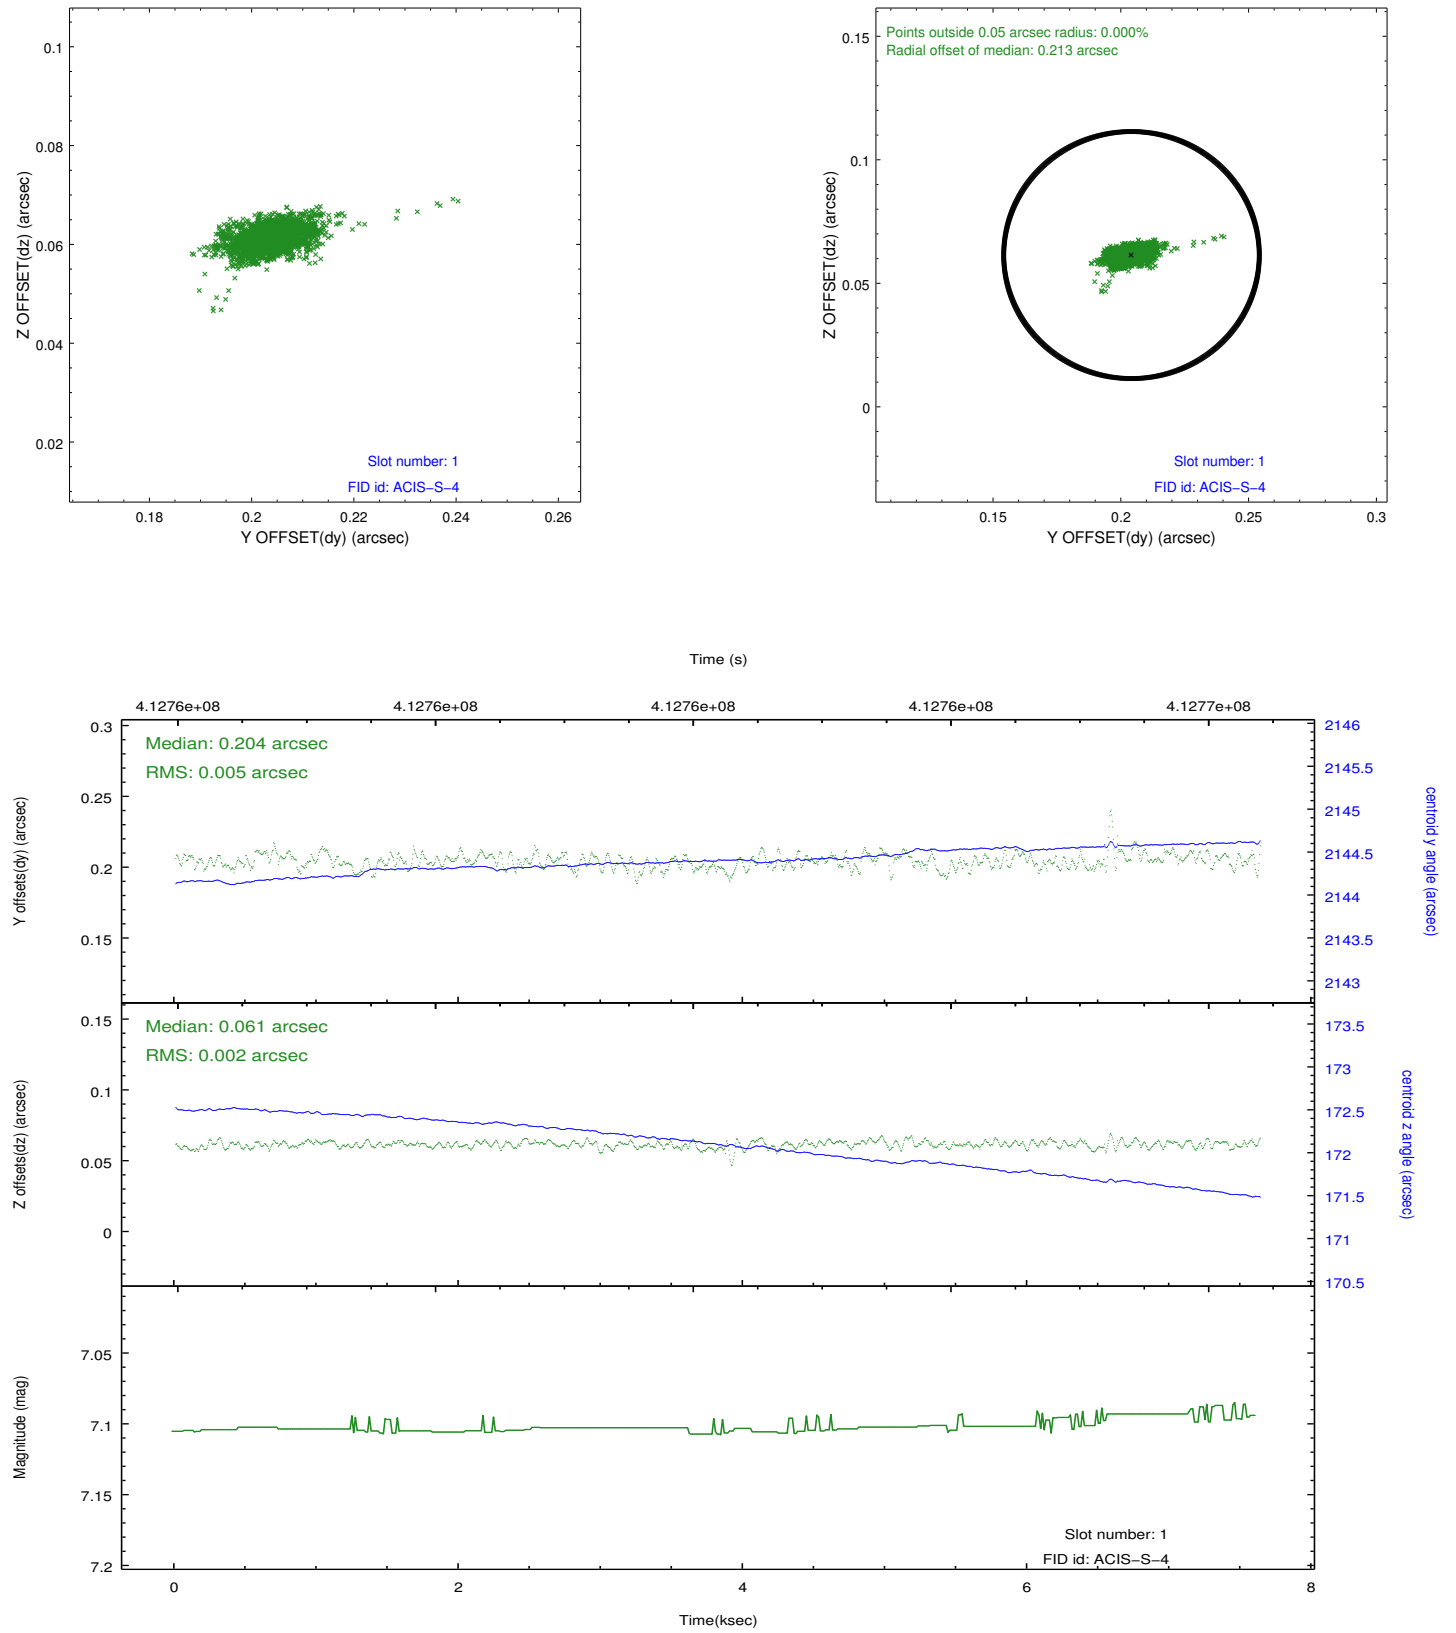 0.1
0.08
0.06
0.04
0.02
Z OFFSET(dz) (arcsec)
Slot number: 1
FID id: ACIS-S-4
0.18 0.2 0.22 0.24 0.26
Y OFFSET(dy) (arcsec)
Points outside 0.05 arcsec radius: 0.000%
Radial offset of median: 0.213 arcsec
0.15
0.1
0.05
0
Z OFFSET(dz) (arcsec)
Slot number: 1
FID id: ACIS-S-4
0.15 0.2 0.25 0.3
Y OFFSET(dy) (arcsec)
Time (s)
4.1276e+08 4.1276e+08 4.1276e+08 4.1276e+08 4.1277e+08
Median: 0.204 arcsec
RMS: 0.005 arcsec
0.3
0.25
0.2
0.15
Y offsets(dy) (arcsec)
2146
2145.5
2145
2144.5
2144
2143.5
2143
centroid y angle (arcsec)
Median: 0.061 arcsec
RMS: 0.002 arcsec
0.15
0.1
0.05
0
Z offsets(dz) (arcsec)
173.5
173
172.5
172
171.5
171
170.5
centroid z angle (arcsec)
7.05
7.1
7.15
7.2
Magnitude (mag)
Slot number: 1
FID id: ACIS-S-4
0 2 4 6 8
Time(ksec)